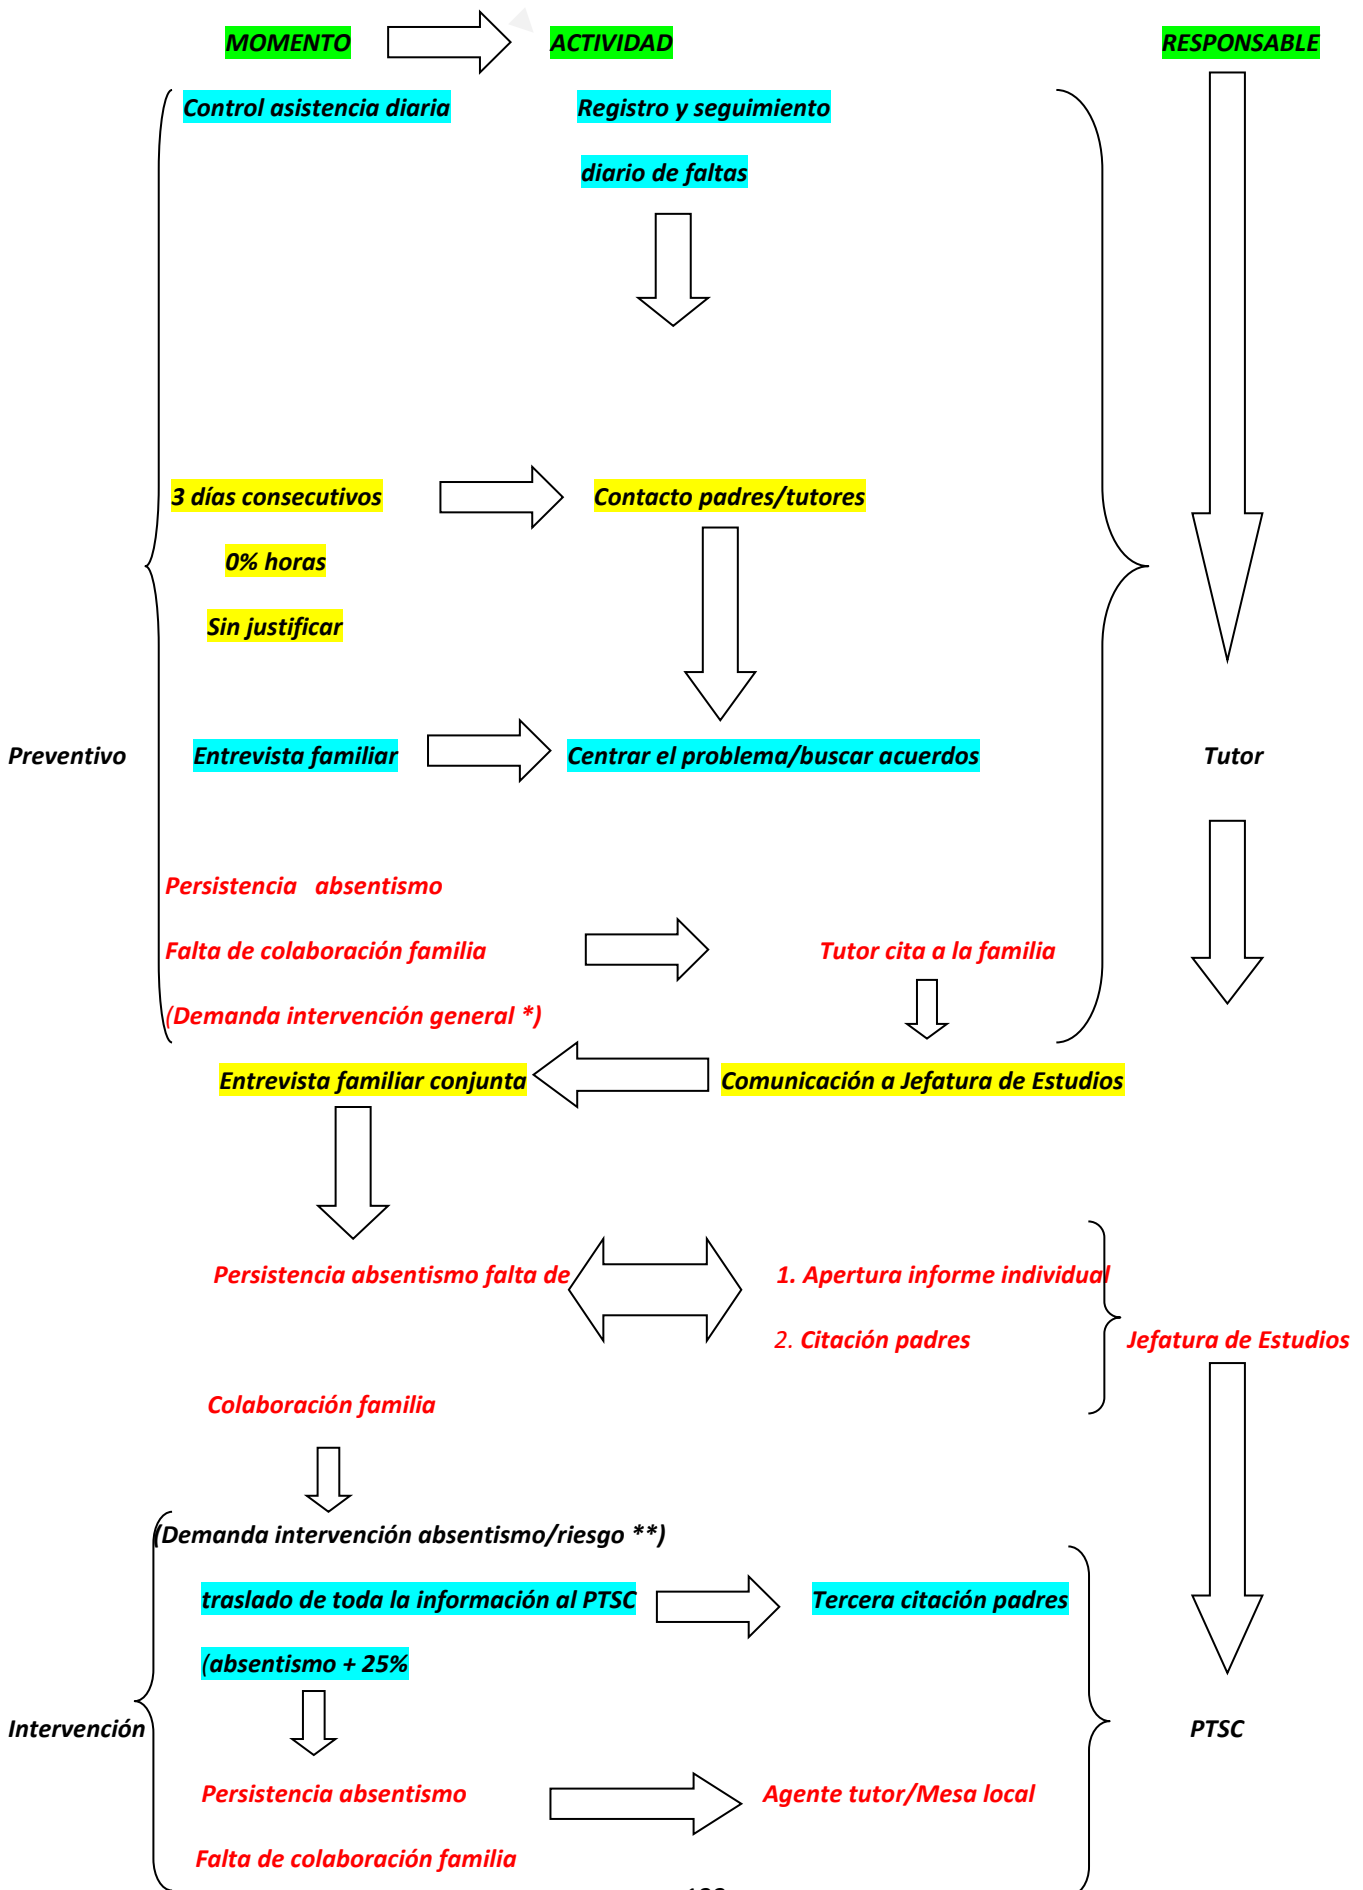 MOMENTO ACTIVIDAD RESPONSABLE
Control asistencia diaria Registro y seguimiento
diario de faltas
3 días consecutivos Contacto padres/tutores
0% horas
Sin justificar
Preventivo Entrevista familiar Centrar el problema/buscar acuerdos Tutor
Persistencia absentismo
Falta de colaboración familia Tutor cita a la familia
(Demanda intervención general *)
Entrevista familiar conjunta Comunicación a Jefatura de Estudios
Persistencia absentismo falta de 1. Apertura informe individual
2. Citación padres Jefatura de Estudios
Colaboración familia
(Demanda intervención absentismo/riesgo **)
traslado de toda la información al PTSC Tercera citación padres
(absentismo + 25%
Intervención PTSC
Persistencia absentismo Agente tutor/Mesa local
Falta de colaboración familia